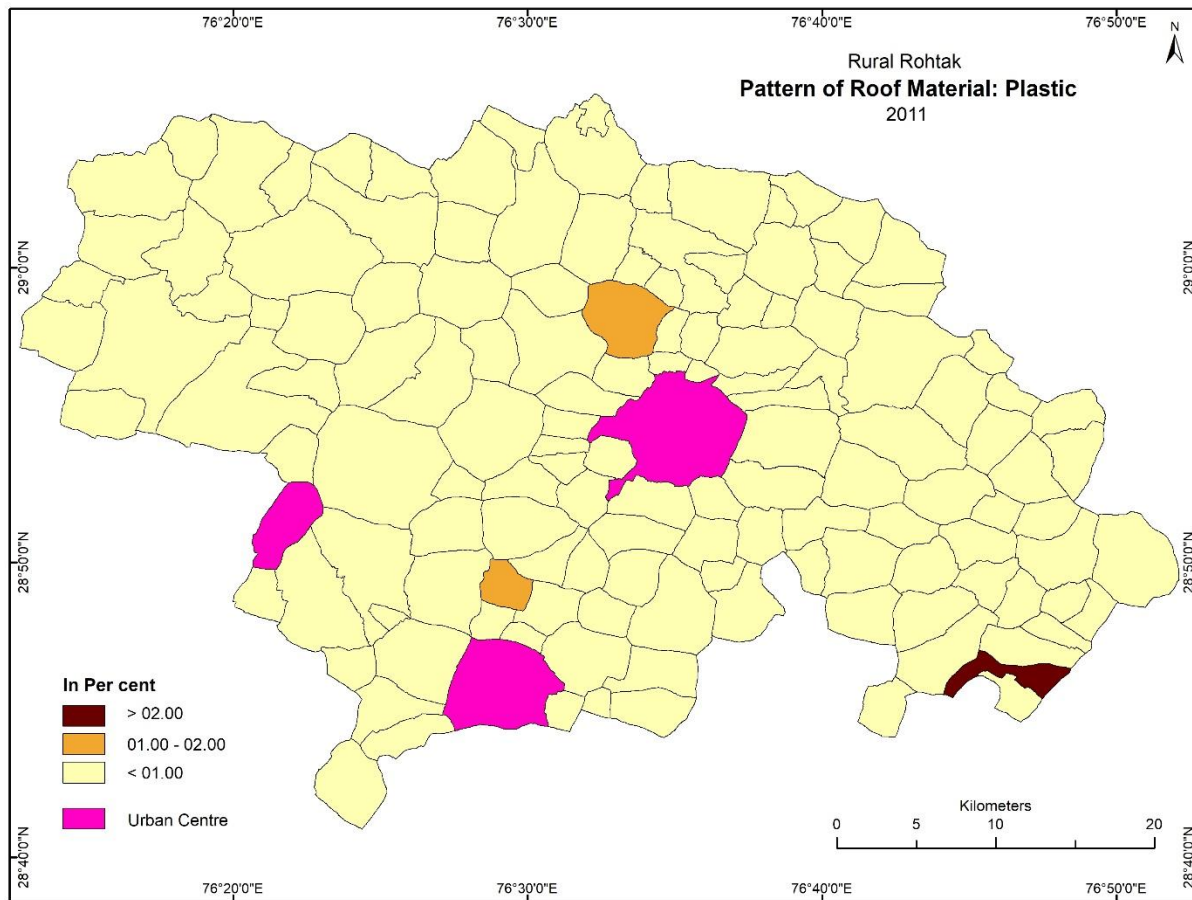 76°20'0"E 76°30'0"E 76°40'0"E 76°50'0"E
N
Rural Rohtak
Pattern of Roof Material: Plastic
2011
29°0'0"N 29°0'0"N
28°50'0"N 28°50'0"N
In Per cent
> 02.00
01.00 - 02.00
< 01.00
Urban Centre
Kilometers
0 5 10 20
28°40'0"N 28°40'0"N
76°20'0"E 76°30'0"E 76°40'0"E 76°50'0"E